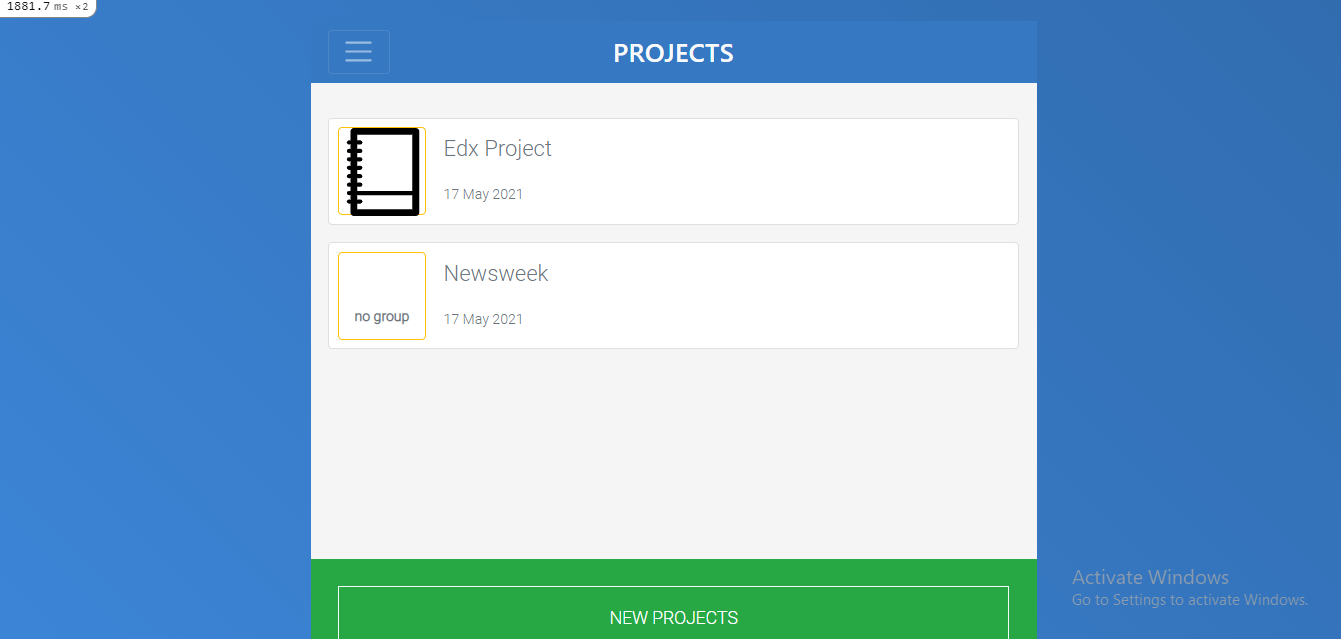 1881.7 ms ×2
PROJECTS
Edx Project
17 May 2021
no group
Newsweek
17 May 2021
NEW PROJECTS
Activate Windows
Go to Settings to activate Windows.